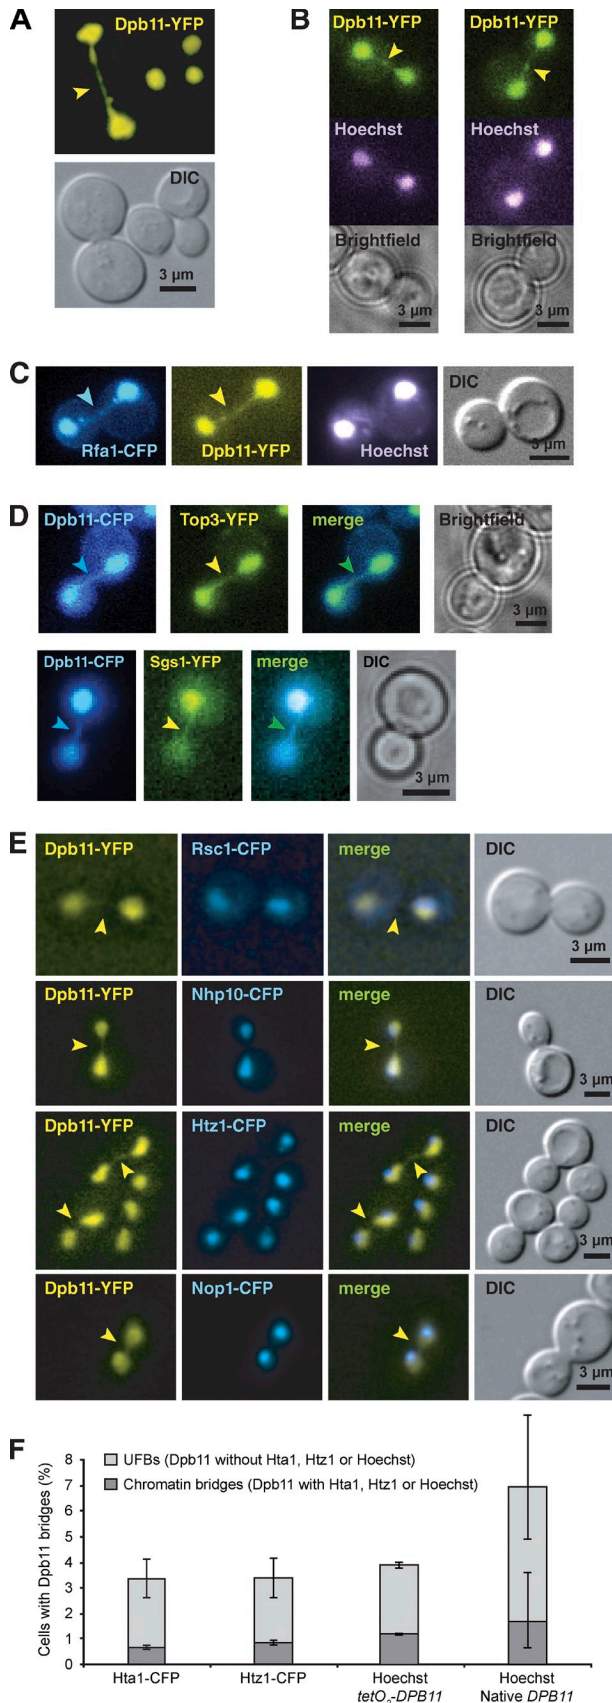 A
Dpb11-YFP
DIC
3 µm
B
Dpb11-YFP
Dpb11-YFP
Hoechst
Hoechst
Brightfield
Brightfield
3 µm
3 µm
C
Rfa1-CFP
Dpb11-YFP
Hoechst
DIC
3 µm
D
Dpb11-CFP
Top3-YFP
merge
Brightfield
3 µm
Dpb11-CFP
Sgs1-YFP
merge
DIC
3 µm
E
Dpb11-YFP
Rsc1-CFP
merge
DIC
3 µm
Dpb11-YFP
Nhp10-CFP
merge
DIC
3 µm
Dpb11-YFP
Htz1-CFP
merge
DIC
3 µm
Dpb11-YFP
Nop1-CFP
merge
DIC
3 µm
F
UFBs (Dpb11 without Hta1, Htz1 or Hoechst)
Chromatin bridges (Dpb11 with Hta1, Htz1 or Hoechst)
Cells with Dpb11 bridges (%)
8
7
6
5
4
3
2
1
0
Hta1-CFP
Htz1-CFP
Hoechst
tetO₂-DPB11
Hoechst
Native DPB11